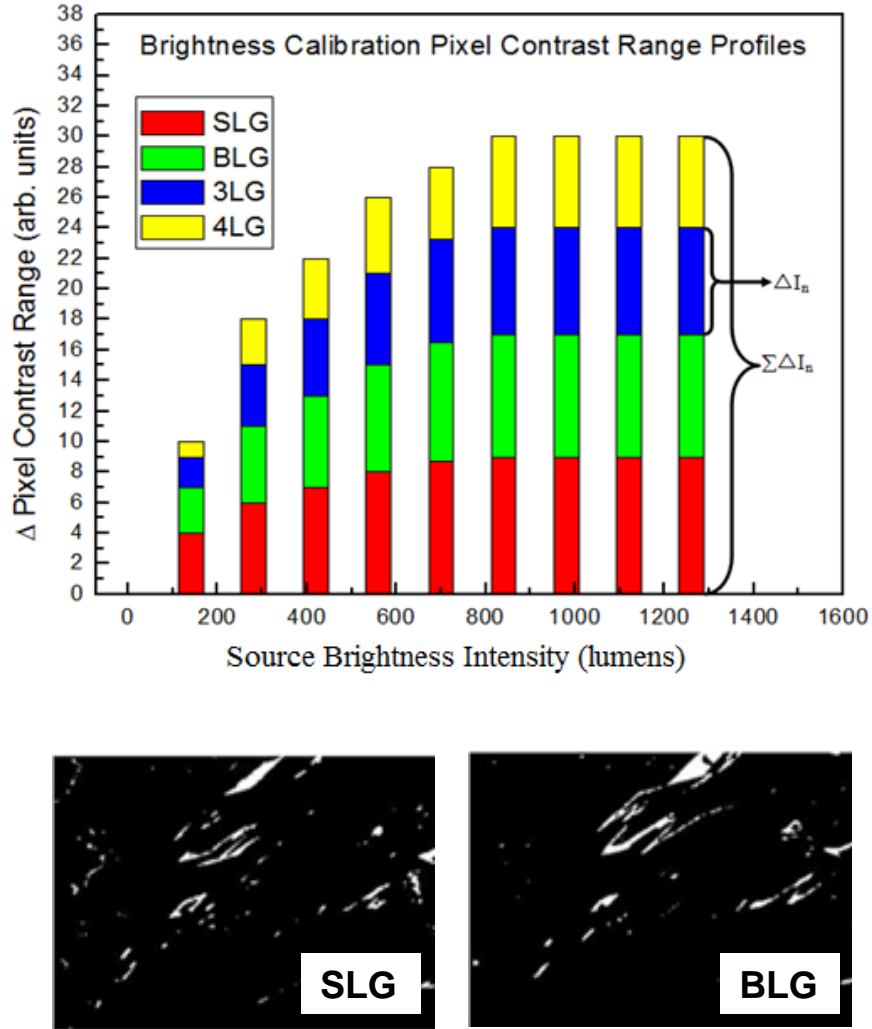 Brightness Calibration Pixel Contrast Range Profiles
SLG
BLG
3LG
4LG
Δ Pixel Contrast Range (arb. units)
38
36
34
32
30
28
26
24
22
20
18
16
14
12
10
8
6
4
2
0
△Iₙ
∑△Iₙ
0 200 400 600 800 1000 1200 1400 1600
Source Brightness Intensity (lumens)
SLG
BLG